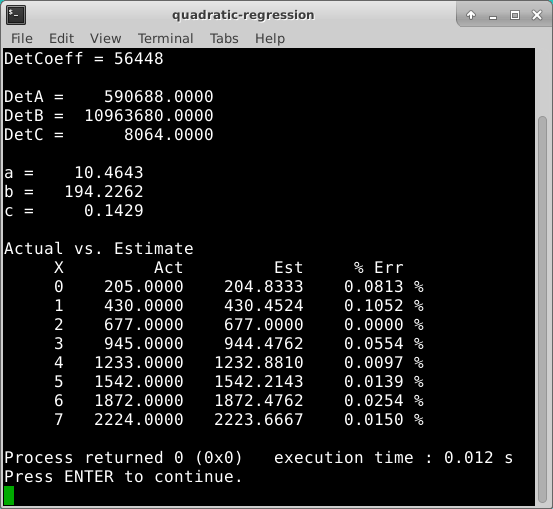 quadratic-regression
File Edit View Terminal Tabs Help
DetCoeff = 56448
DetA =    590688.0000
DetB =  10963680.0000
DetC =      8064.0000
a =    10.4643
b =   194.2262
c =     0.1429
Actual vs. Estimate
     X         Act         Est     % Err
     0    205.0000    204.8333    0.0813 %
     1    430.0000    430.4524    0.1052 %
     2    677.0000    677.0000    0.0000 %
     3    945.0000    944.4762    0.0554 %
     4   1233.0000   1232.8810    0.0097 %
     5   1542.0000   1542.2143    0.0139 %
     6   1872.0000   1872.4762    0.0254 %
     7   2224.0000   2223.6667    0.0150 %
Process returned 0 (0x0)   execution time : 0.012 s
Press ENTER to continue.